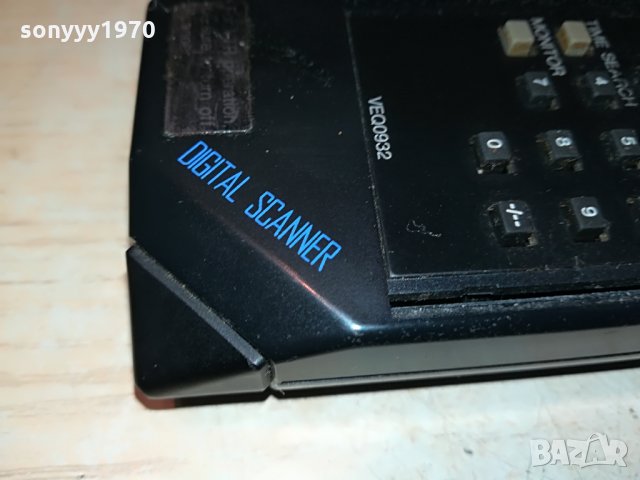 sonyyy1970
DIGITAL SCANNER
VEQ0932
MONITOR
TIME SEARCH
7
4
0
8
5
-/--
9
BAZAR